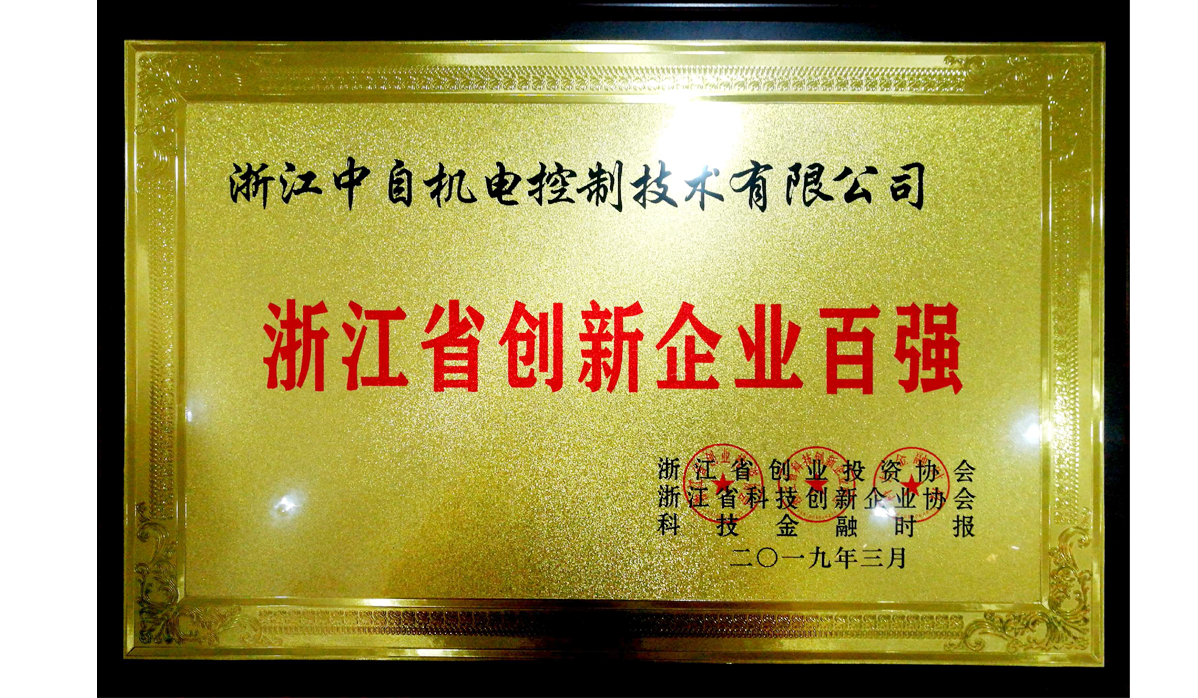 浙江中自机电控制技术有限公司
浙江省创新企业百强
浙江省创业投资协会
浙江省科技创新企业协会
科技金融时报
二〇一九年三月